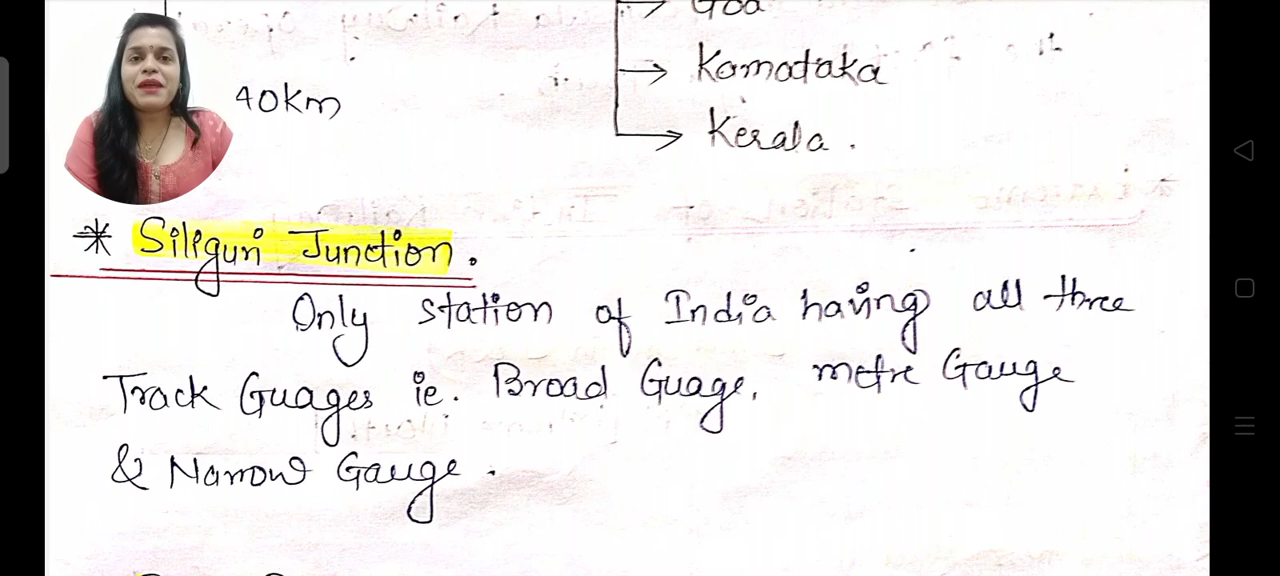 Goa
Karnataka
40Km
Kerala.
* Siliguri Junction.
Only station of India having all three
Track Guages ie. Broad Guage, metre Gauge
& Narrow Gauge.